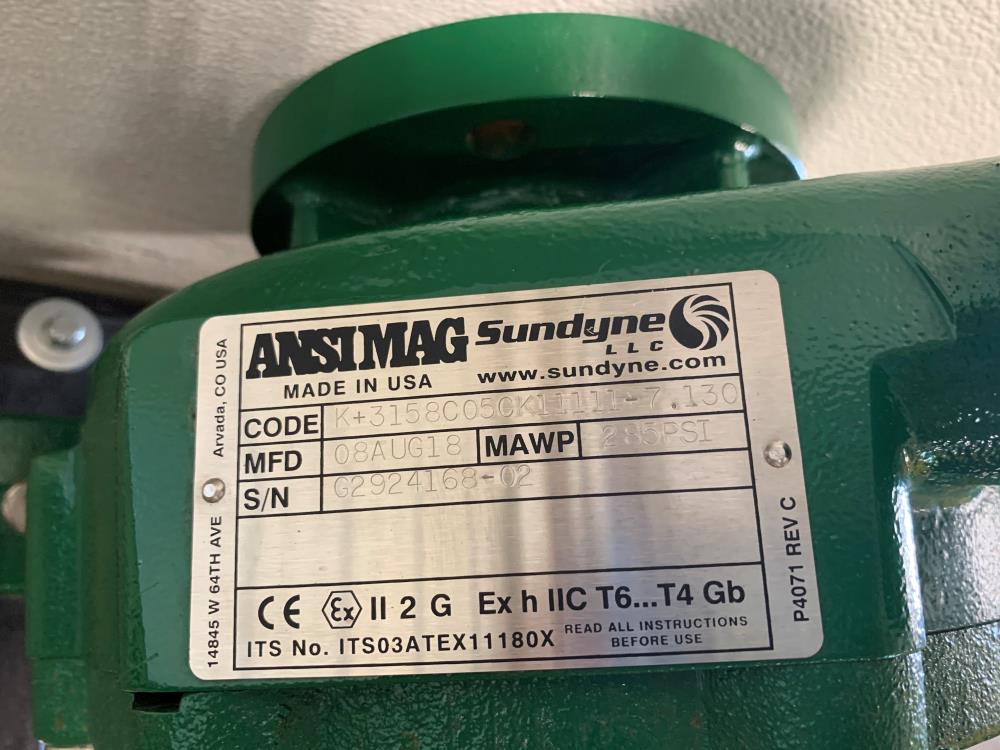 ANSIMAG Sundyne
LLC
MADE IN USA www.sundyne.com
CODE K+3158C05CK11111-7.130
MFD 08AUG18 MAWP 285PSI
S/N G2924168-02
CE Ex II 2 G Ex h IIC T6...T4 Gb
ITS No. ITS03ATEX11180X READ ALL INSTRUCTIONS
BEFORE USE
14845 W 64TH AVE Arvada, CO USA
P4071 REV C